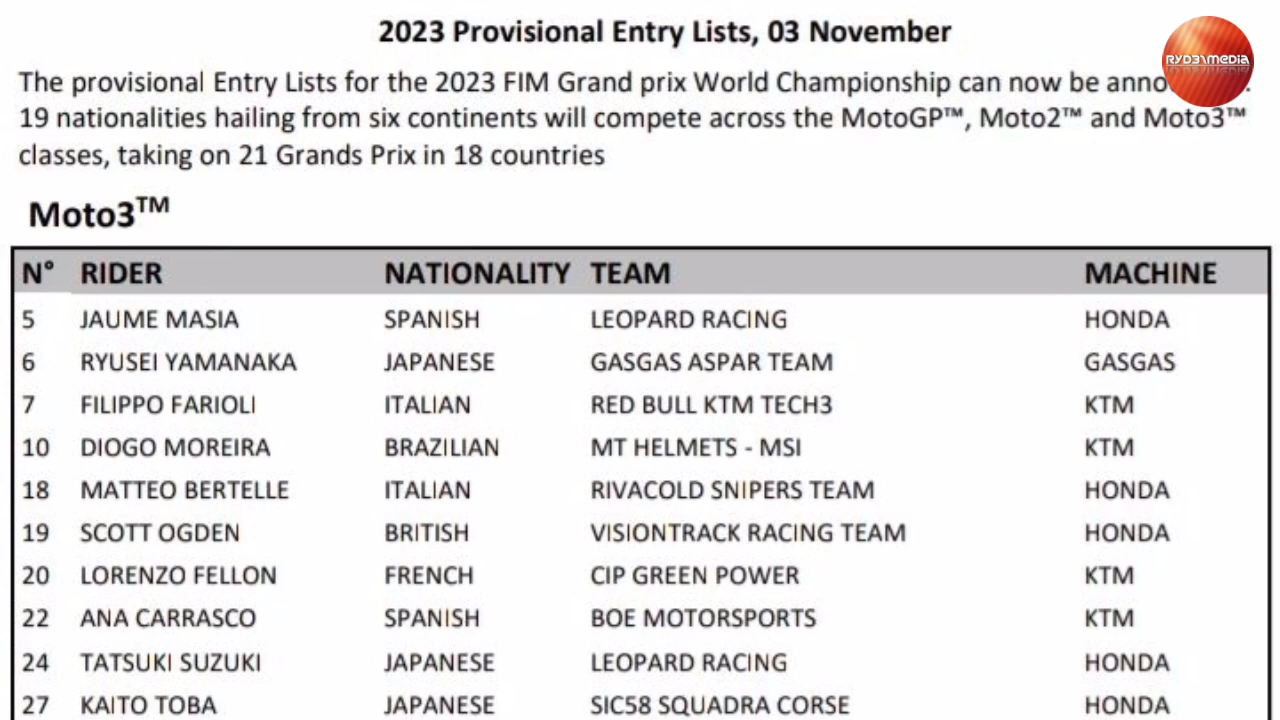 2023 Provisional Entry Lists, 03 November
RYD3\MEDIA
The provisional Entry Lists for the 2023 FIM Grand prix World Championship can now be
19 nationalities hailing from six continents will compete across the MotoGP™, Moto2™ and Moto3™
classes, taking on 21 Grands Prix in 18 countries
Moto3™
N° RIDER NATIONALITY TEAM MACHINE
5 JAUME MASIA SPANISH LEOPARD RACING HONDA
6 RYUSEI YAMANAKA JAPANESE GASGAS ASPAR TEAM GASGAS
7 FILIPPO FARIOLI ITALIAN RED BULL KTM TECH3 KTM
10 DIOGO MOREIRA BRAZILIAN MT HELMETS - MSI KTM
18 MATTEO BERTELLE ITALIAN RIVACOLD SNIPERS TEAM HONDA
19 SCOTT OGDEN BRITISH VISIONTRACK RACING TEAM HONDA
20 LORENZO FELLON FRENCH CIP GREEN POWER KTM
22 ANA CARRASCO SPANISH BOE MOTORSPORTS KTM
24 TATSUKI SUZUKI JAPANESE LEOPARD RACING HONDA
27 KAITO TOBA JAPANESE SIC58 SQUADRA CORSE HONDA